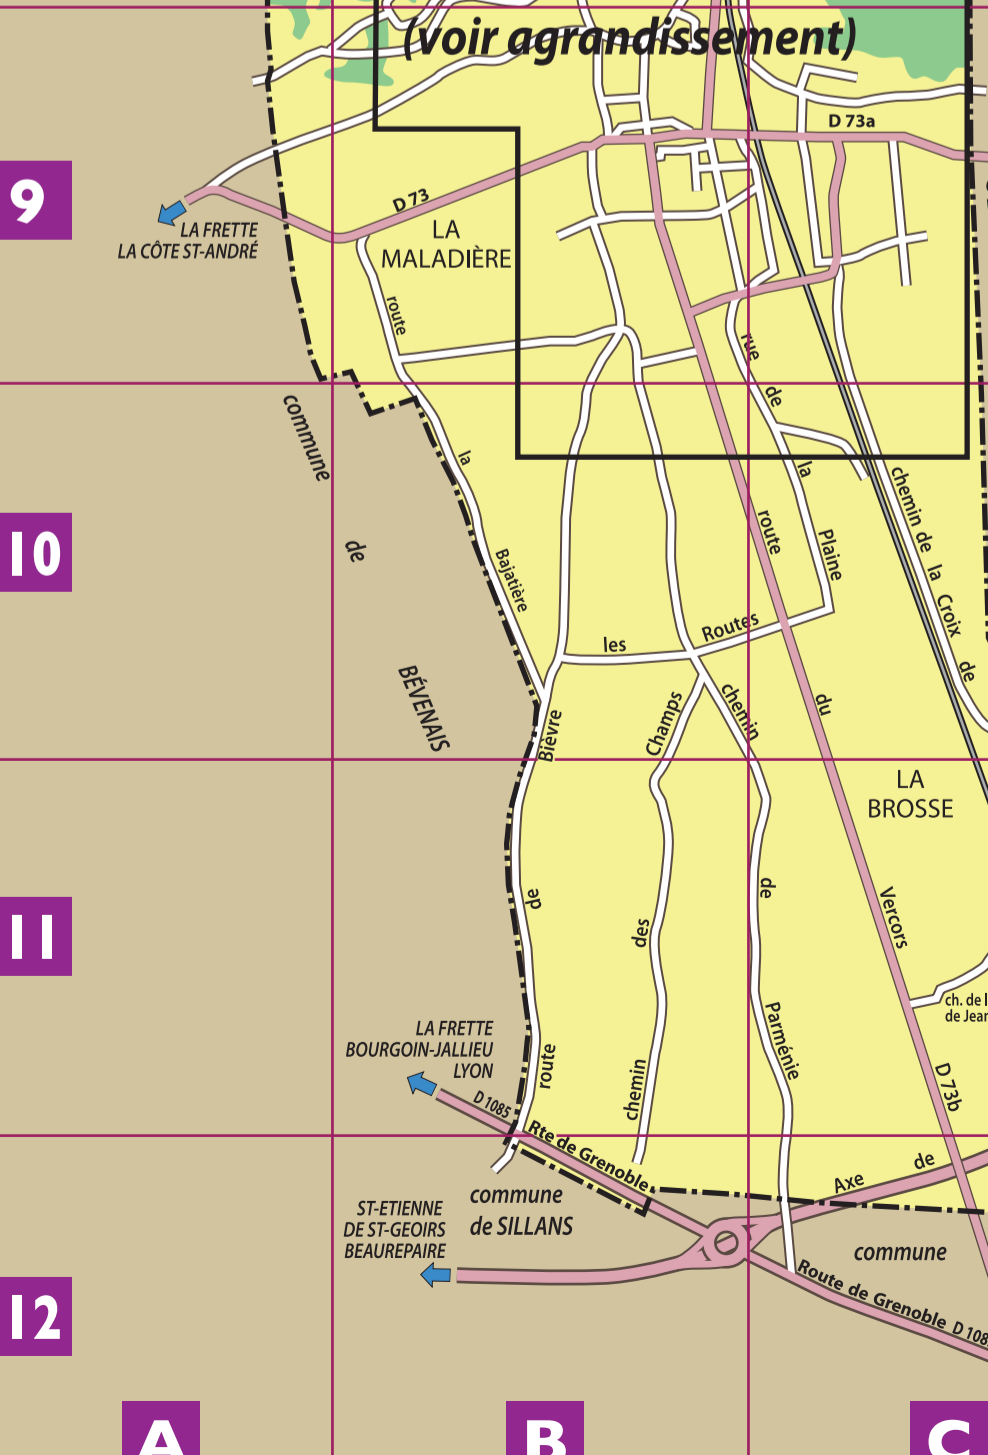 (voir agrandissement)
D 73a
9
D 73
LA FRETTE
LA CÔTE ST-ANDRÉ
LA
MALADIÈRE
route
la
Bajatière
rue
de
la
Plaine
commune
de
BÉVENAIS
10
route
du
Vercors
D 73b
chemin de la Croix de
les
Routes
Champs
des
chemin
chemin
de
Parménie
Bièvre
de
route
LA
BROSSE
11
ch. de l
de Jean
LA FRETTE
BOURGOIN-JALLIEU
LYON
D 1085
Rte de Grenoble
Axe
de
ST-ETIENNE
DE ST-GEOIRS
BEAUREPAIRE
commune
de SILLANS
commune
Route de Grenoble
D 108
12
A
B
C